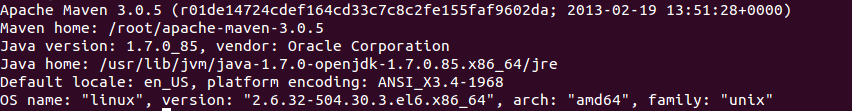 Apache Maven 3.0.5 (r01de14724cdef164cd33c7c8c2fe155faf9602da; 2013-02-19 13:51:28+0000)
Maven home: /root/apache-maven-3.0.5
Java version: 1.7.0_85, vendor: Oracle Corporation
Java home: /usr/lib/jvm/java-1.7.0-openjdk-1.7.0.85.x86_64/jre
Default locale: en_US, platform encoding: ANSI_X3.4-1968
OS name: "linux", version: "2.6.32-504.30.3.el6.x86_64", arch: "amd64", family: "unix"